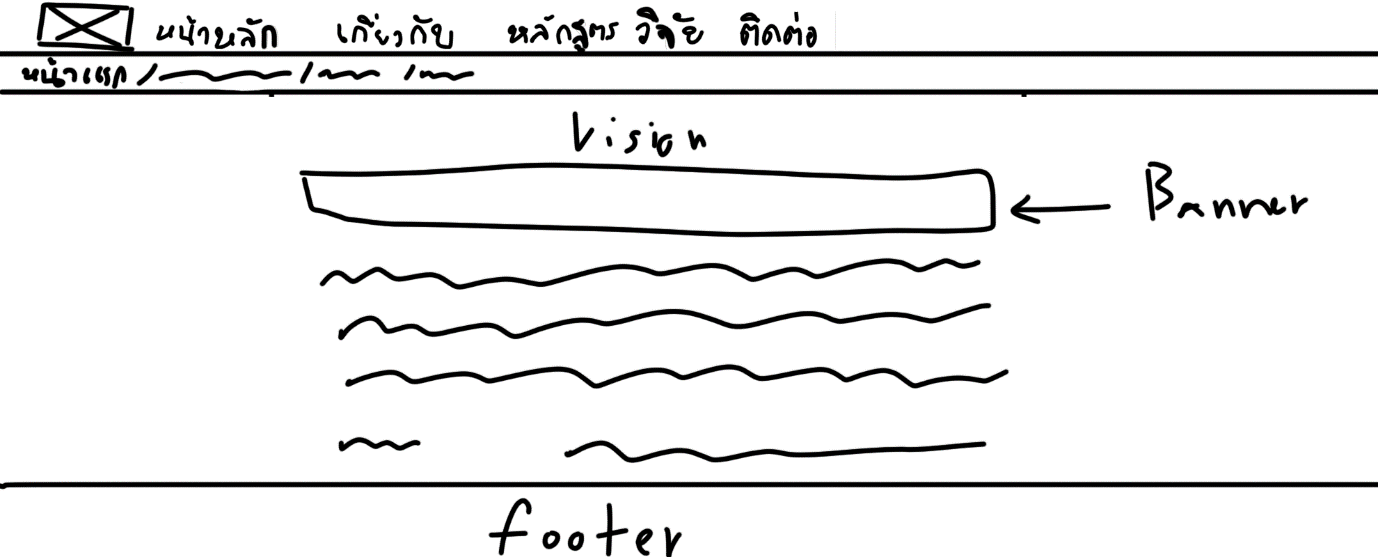 หน้าหลัก เกี่ยวกับ หลักสูตร วิจัย ติดต่อ
หน้าแรก / / /
Vision
Banner
footer